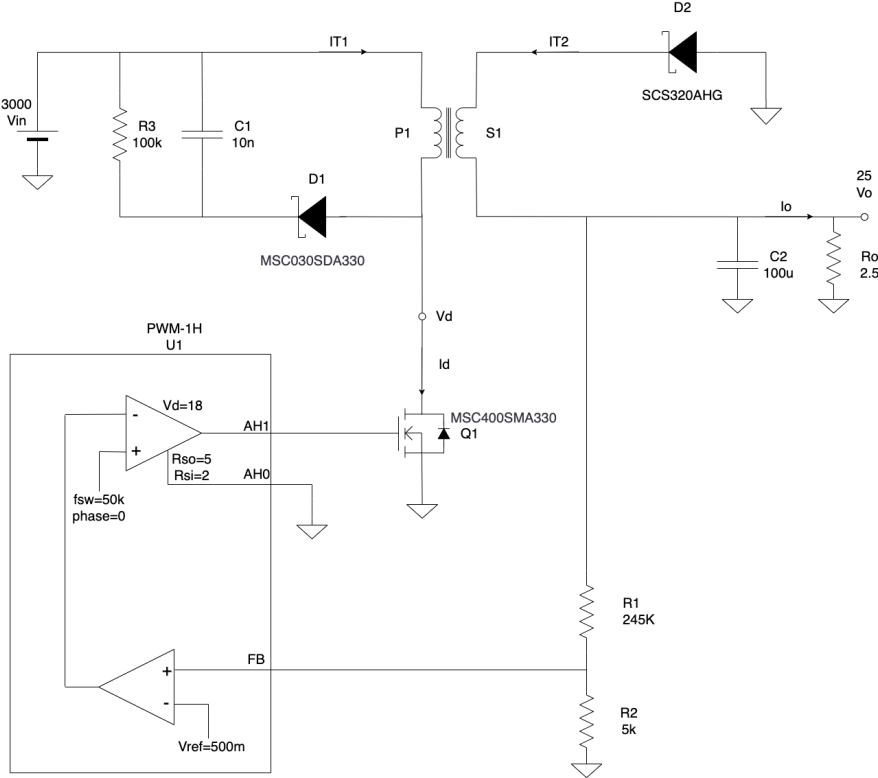 D2
IT1
IT2
SCS320AHG
3000
Vin
R3
100k
C1
10n
P1
S1
D1
25
Vo
Io
MSC030SDA330
C2
100u
Ro
2.5
Vd
PWM-1H
U1
Id
Vd=18
MSC400SMA330
Q1
AH1
-
+
Rso=5
Rsi=2
AH0
fsw=50k
phase=0
R1
245K
FB
+
-
R2
5k
Vref=500m